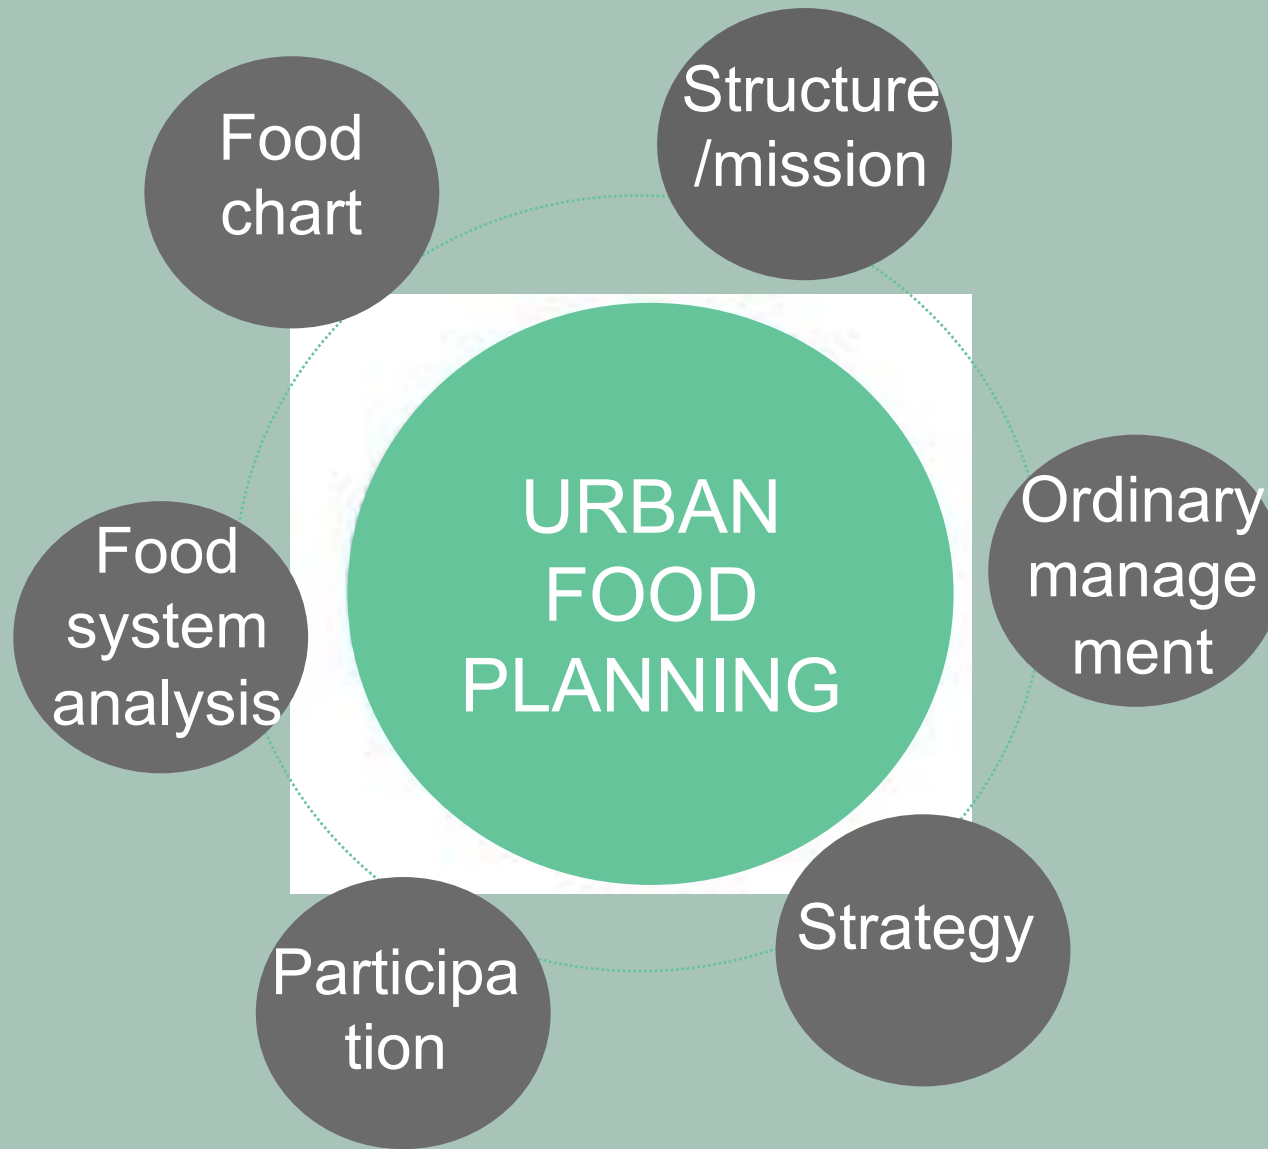 Structure
/mission
Food
chart
Ordinary
manage
ment
URBAN
FOOD
PLANNING
Food
system
analysis
Strategy
Participa
tion